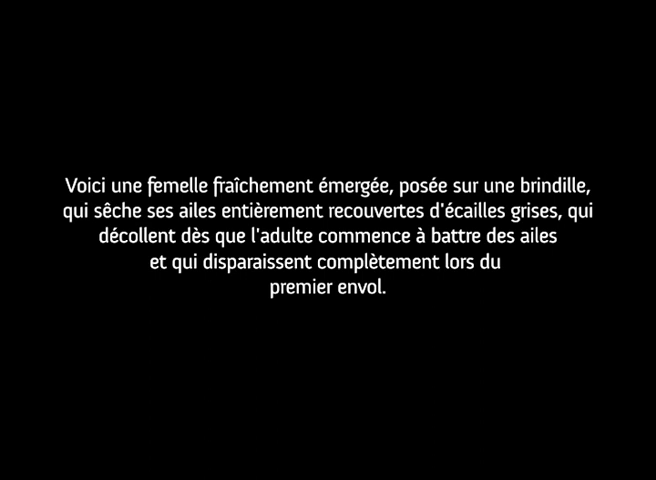 Voici une femelle fraîchement émergée, posée sur une brindille,
qui sêche ses ailes entièrement recouvertes d'écailles grises, qui
décollent dès que l'adulte commence à battre des ailes
et qui disparaissent complètement lors du
premier envol.